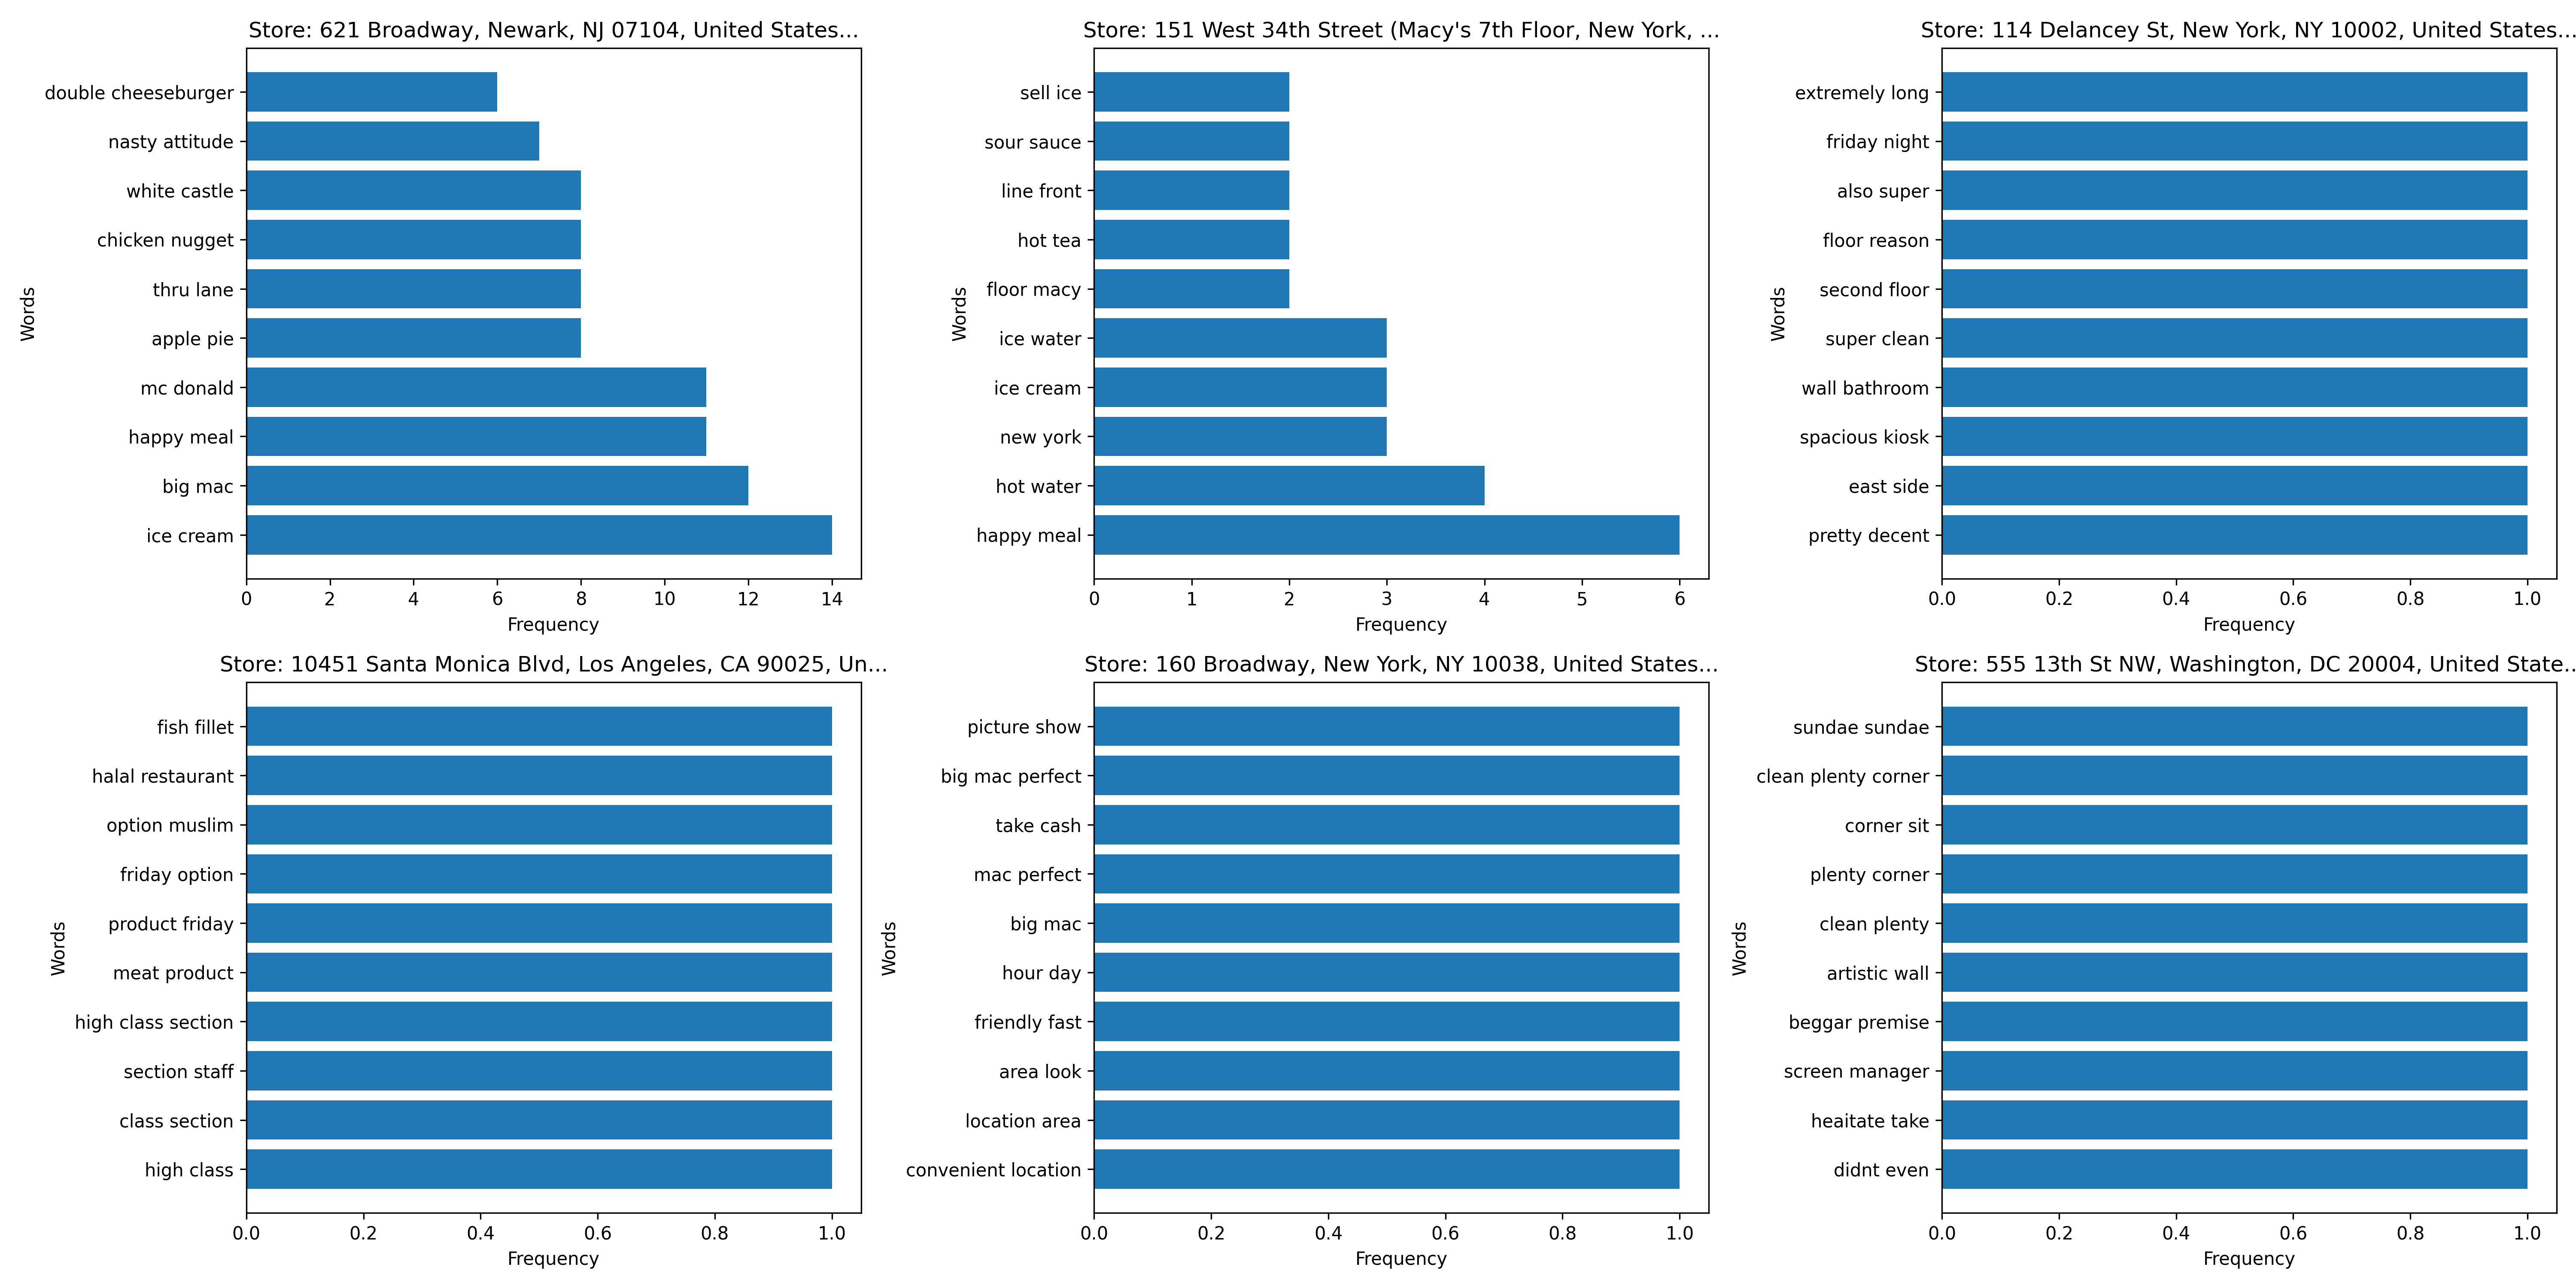 Store: 621 Broadway, Newark, NJ 07104, United States...
Words
double cheeseburger
nasty attitude
white castle
chicken nugget
thru lane
apple pie
mc donald
happy meal
big mac
ice cream
0 2 4 6 8 10 12 14
Frequency
Store: 151 West 34th Street (Macy's 7th Floor, New York, ...
Words
sell ice
sour sauce
line front
hot tea
floor macy
ice water
ice cream
new york
hot water
happy meal
0 1 2 3 4 5 6
Frequency
Store: 114 Delancey St, New York, NY 10002, United States...
Words
extremely long
friday night
also super
floor reason
second floor
super clean
wall bathroom
spacious kiosk
east side
pretty decent
0.0 0.2 0.4 0.6 0.8 1.0
Frequency
Store: 10451 Santa Monica Blvd, Los Angeles, CA 90025, Un...
Words
fish fillet
halal restaurant
option muslim
friday option
product friday
meat product
high class section
section staff
class section
high class
0.0 0.2 0.4 0.6 0.8 1.0
Frequency
Store: 160 Broadway, New York, NY 10038, United States...
Words
picture show
big mac perfect
take cash
mac perfect
big mac
hour day
friendly fast
area look
location area
convenient location
0.0 0.2 0.4 0.6 0.8 1.0
Frequency
Store: 555 13th St NW, Washington, DC 20004, United State...
Words
sundae sundae
clean plenty corner
corner sit
plenty corner
clean plenty
artistic wall
beggar premise
screen manager
heaitate take
didnt even
0.0 0.2 0.4 0.6 0.8 1.0
Frequency